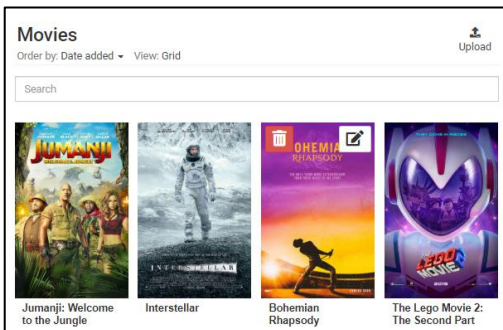 Movies
Upload
Order by: Date added View: Grid
Search
JUMANJI
INTERSTELLAR
OHEMIA
RHAPSODY
LEGO
MOVIE 2
Jumanji: Welcome
to the Jungle
Interstellar
Bohemian
Rhapsody
The Lego Movie 2:
The Second Part